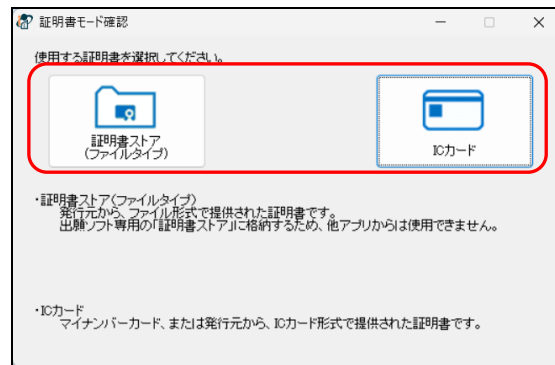 証明書モード確認
使用する証明書を選択してください。
証明書ストア
(ファイルタイプ)
ICカード
・証明書ストア(ファイルタイプ)
発行元から、ファイル形式で提供された証明書です。
出願ソフト専用の「証明書ストア」に格納するため、他アプリからは使用できません。
・ICカード
マイナンバーカード、または発行元から、ICカード形式で提供された証明書です。